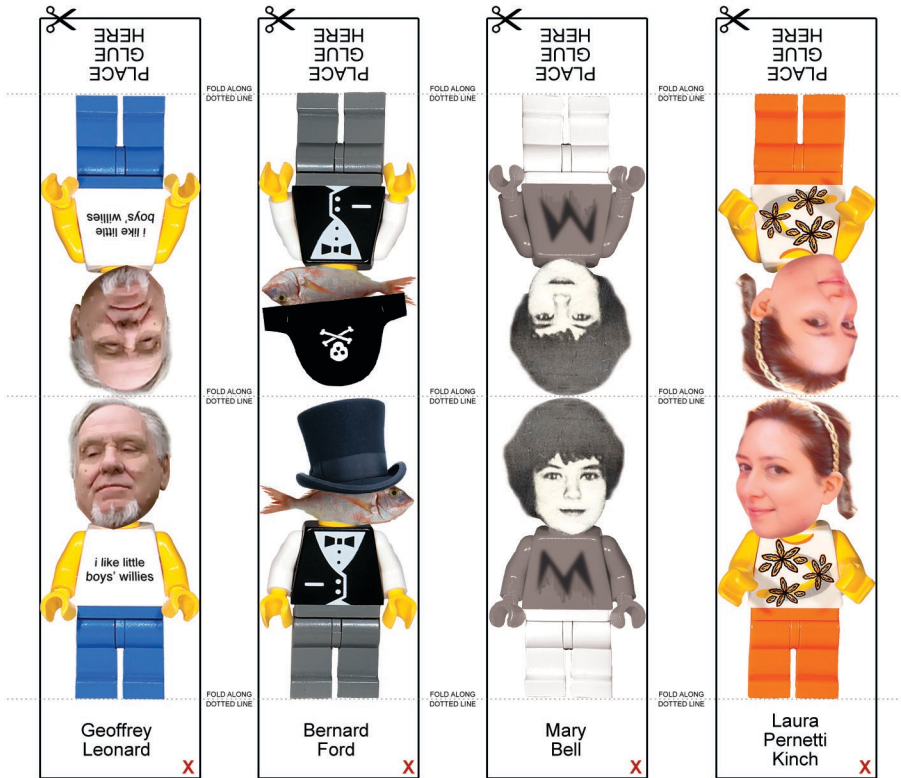 PLACE
GLUE
HERE
i like little
boys' willies
i like little
boys' willies
Geoffrey
Leonard
X
FOLD ALONG
DOTTED LINE
FOLD ALONG
DOTTED LINE
FOLD ALONG
DOTTED LINE
PLACE
GLUE
HERE
Bernard
Ford
X
FOLD ALONG
DOTTED LINE
FOLD ALONG
DOTTED LINE
FOLD ALONG
DOTTED LINE
PLACE
GLUE
HERE
M
M
Mary
Bell
X
FOLD ALONG
DOTTED LINE
FOLD ALONG
DOTTED LINE
FOLD ALONG
DOTTED LINE
PLACE
GLUE
HERE
Laura
Pernetti
Kinch
X